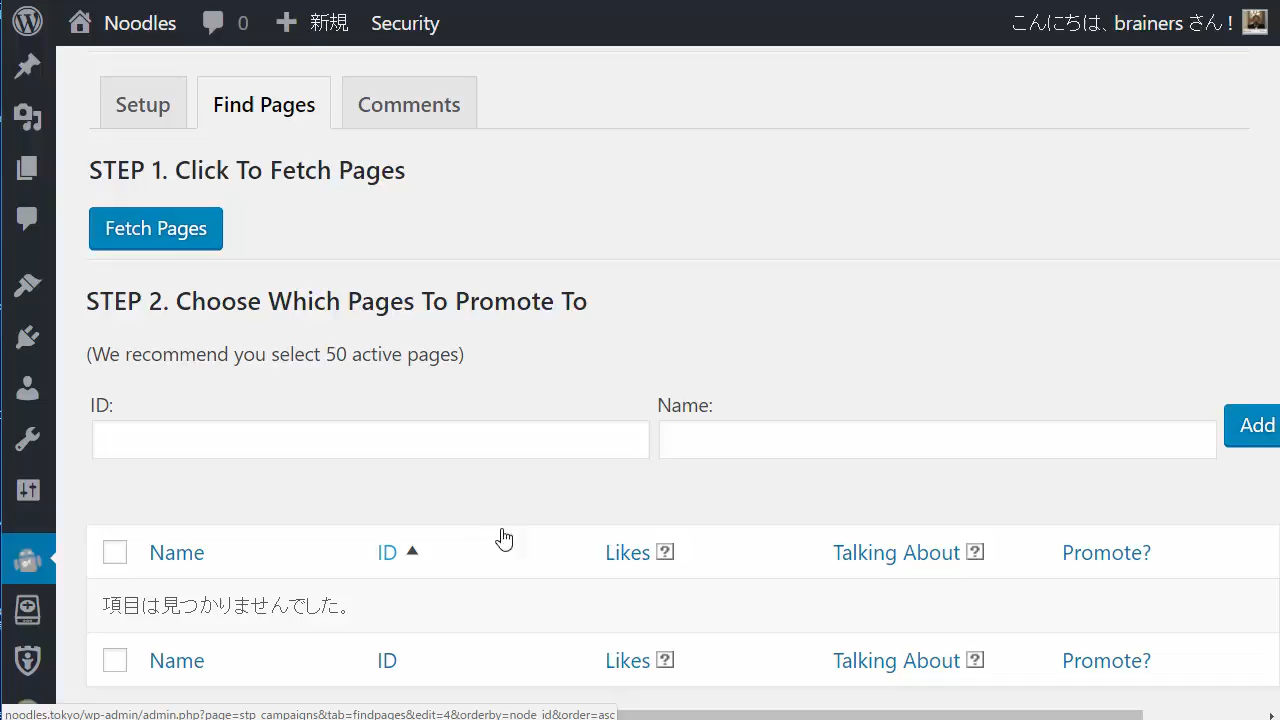 Noodles 0 新規 Security こんにちは、brainers さん !
Setup Find Pages Comments
STEP 1. Click To Fetch Pages
Fetch Pages
STEP 2. Choose Which Pages To Promote To
(We recommend you select 50 active pages)
ID: Name:
Add
Name ID Likes ? Talking About ? Promote?
項目は見つかりませんでした。
Name ID Likes ? Talking About ? Promote?
noodles.tokyo/wp-admin/admin.php?page=stp_campaigns&tab=findpages&edit=4&orderby=node_id&order=asc